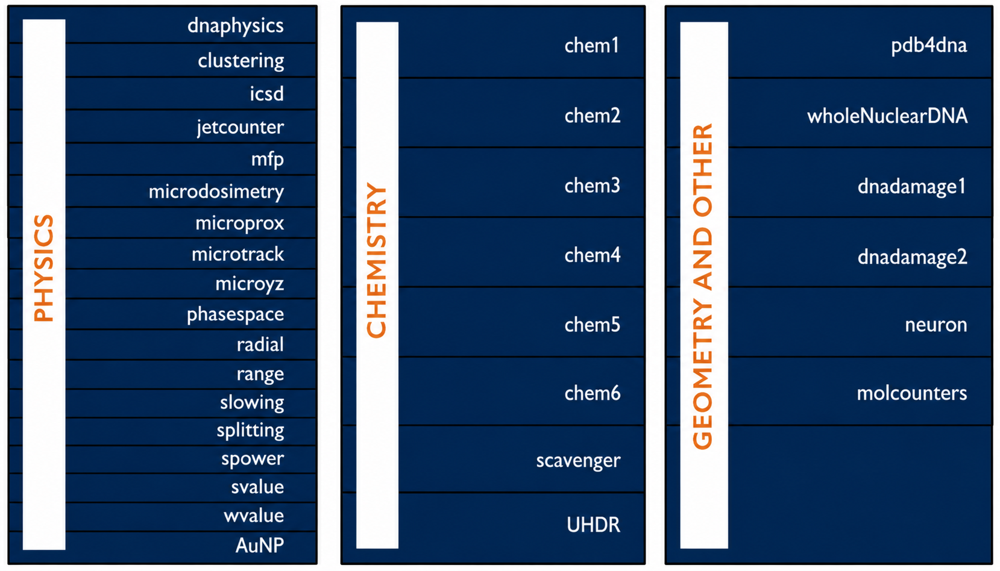 PHYSICS
dnaphysics
clustering
icsd
jetcounter
mfp
microdosimetry
microprox
microtrack
microyz
phasespace
radial
range
slowing
splitting
spower
svalue
wvalue
AuNP
CHEMISTRY
chem1
chem2
chem3
chem4
chem5
chem6
scavenger
UHDR
GEOMETRY AND OTHER
pdb4dna
wholeNuclearDNA
dnadamage1
dnadamage2
neuron
molcounters